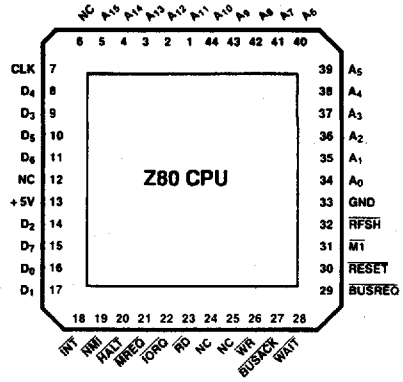 NC A15 A14 A13 A12 A11 A10 A9 A8 A7 A6
6 5 4 3 2 1 44 43 42 41 40
CLK 7 39 A5
D4 8 38 A4
D3 9 37 A3
D5 10 36 A2
D6 11 35 A1
NC 12 34 A0
+5V 13 33 GND
D2 14 32 RFSH
D7 15 31 M1
D0 16 30 RESET
D1 17 29 BUSREQ
Z80 CPU
18 19 20 21 22 23 24 25 26 27 28
INT NMI HALT MREQ IORQ RD NC NC WR BUSACK WAIT